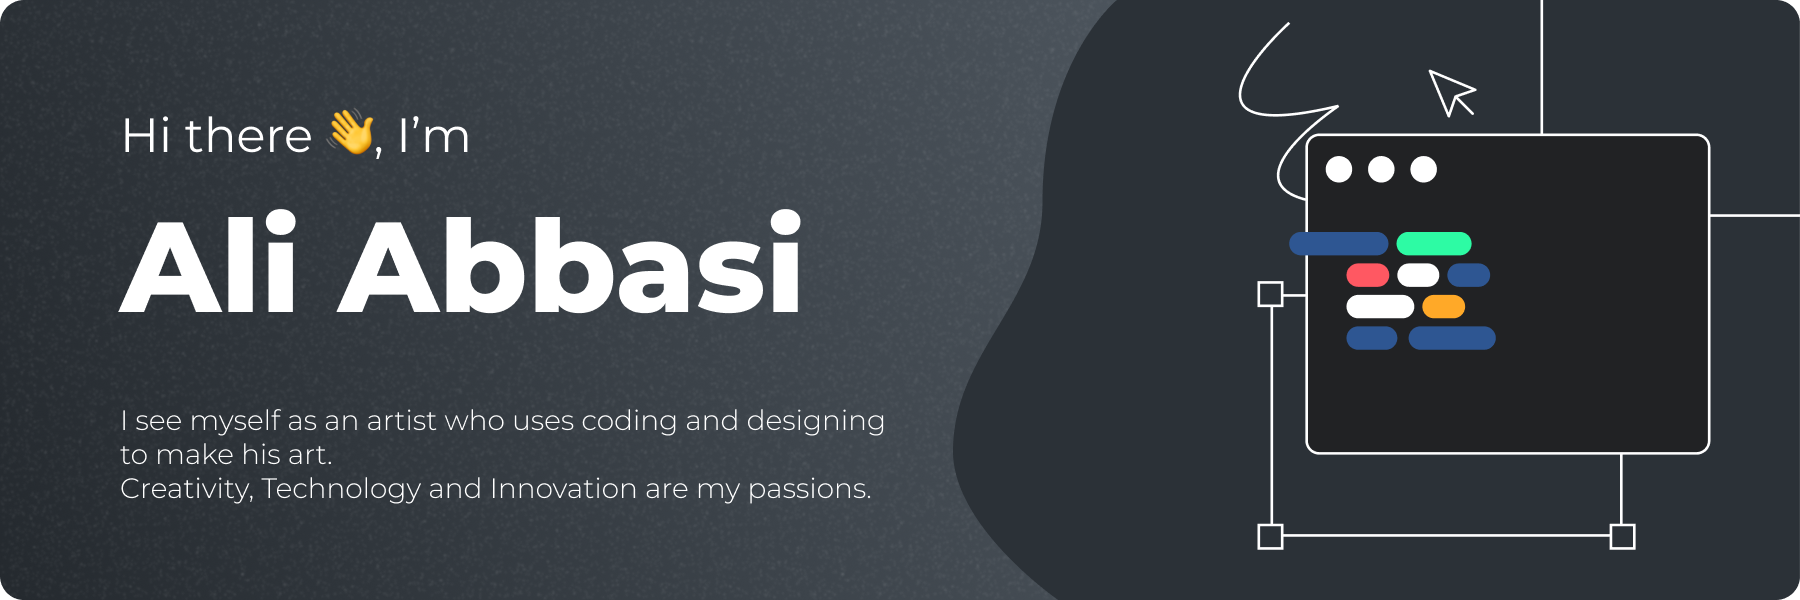 Hi there 👋, I’m
Ali Abbasi
I see myself as an artist who uses coding and designing
to make his art.
Creativity, Technology and Innovation are my passions.